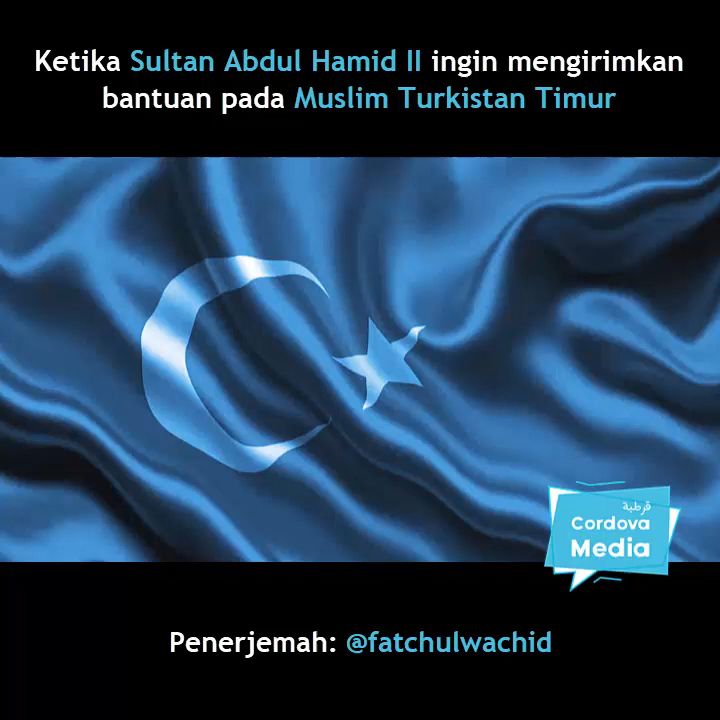 Ketika Sultan Abdul Hamid II ingin mengirimkan
bantuan pada Muslim Turkistan Timur
قرطبة
Cordova
Media
Penerjemah: @fatchulwachid